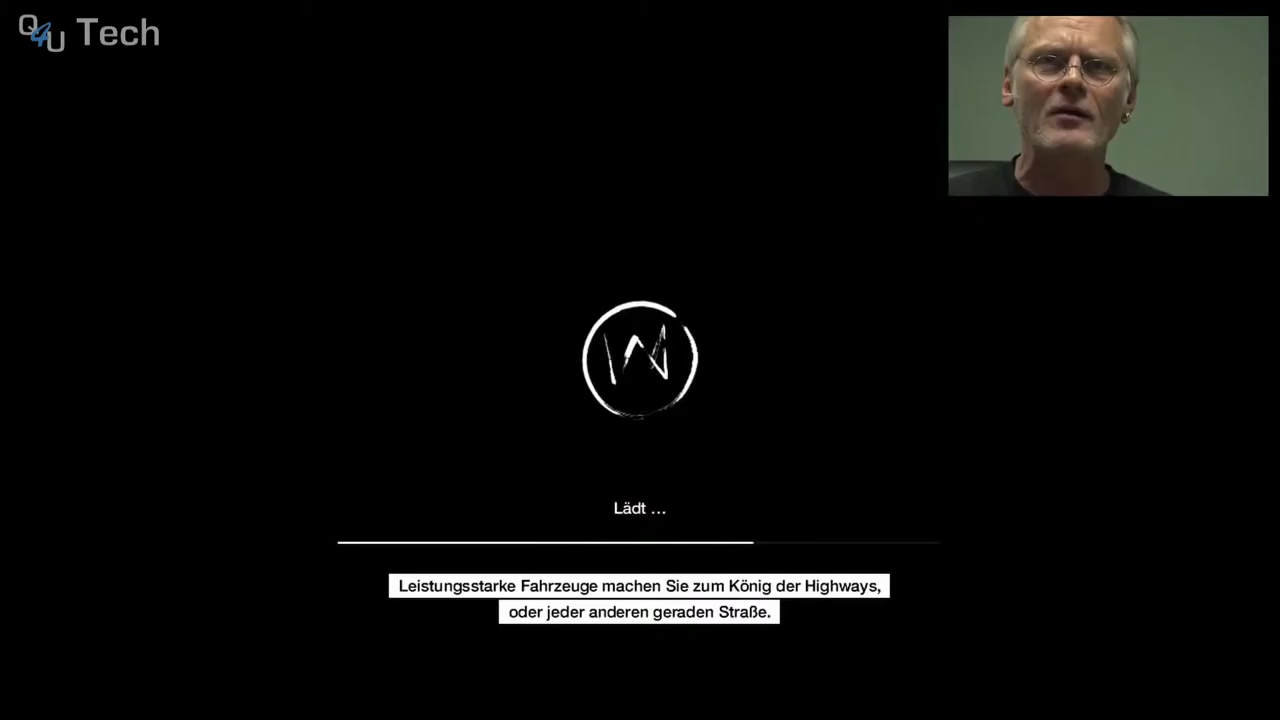 Q4U Tech
Lädt ...
Leistungsstarke Fahrzeuge machen Sie zum König der Highways,
oder jeder anderen geraden Straße.